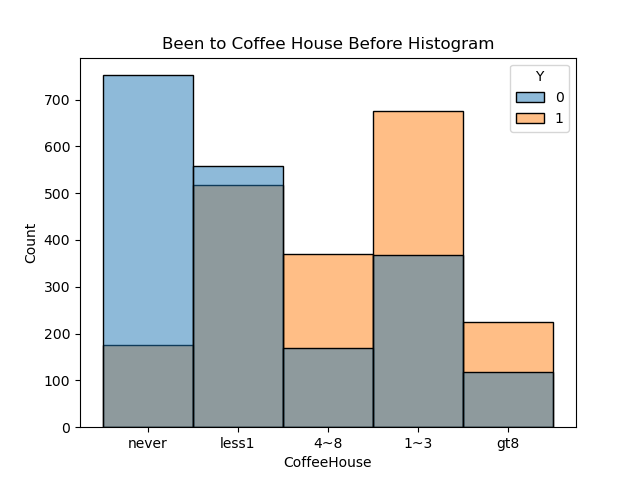 Been to Coffee House Before Histogram
Y
0
1
700
600
500
400
300
200
100
0
Count
never less1 4~8 1~3 gt8
CoffeeHouse